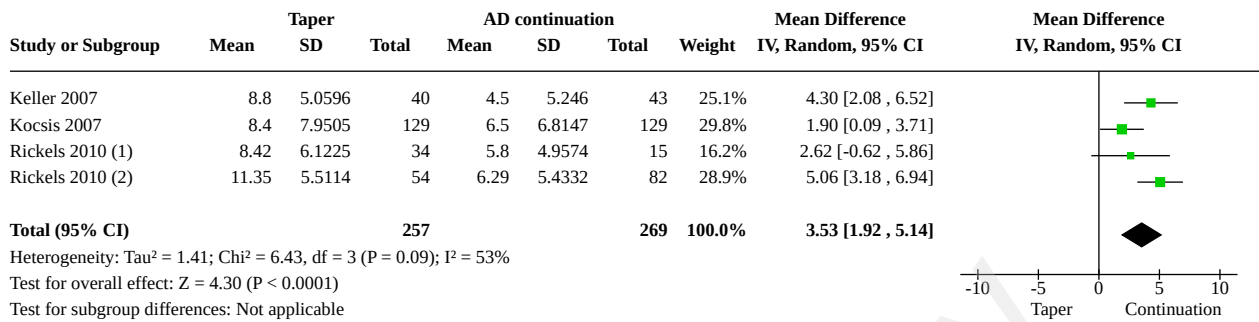 Taper AD continuation Mean Difference Mean Difference
Study or Subgroup Mean SD Total Mean SD Total Weight IV, Random, 95% CI IV, Random, 95% CI
Keller 2007 8.8 5.0596 40 4.5 5.246 43 25.1% 4.30 [2.08 , 6.52]
Kocsis 2007 8.4 7.9505 129 6.5 6.8147 129 29.8% 1.90 [0.09 , 3.71]
Rickels 2010 (1) 8.42 6.1225 34 5.8 4.9574 15 16.2% 2.62 [-0.62 , 5.86]
Rickels 2010 (2) 11.35 5.5114 54 6.29 5.4332 82 28.9% 5.06 [3.18 , 6.94]
Total (95% CI) 257 269 100.0% 3.53 [1.92 , 5.14]
Heterogeneity: Tau² = 1.41; Chi² = 6.43, df = 3 (P = 0.09); I² = 53%
Test for overall effect: Z = 4.30 (P < 0.0001)
Test for subgroup differences: Not applicable
-10 -5 0 5 10
Taper Continuation